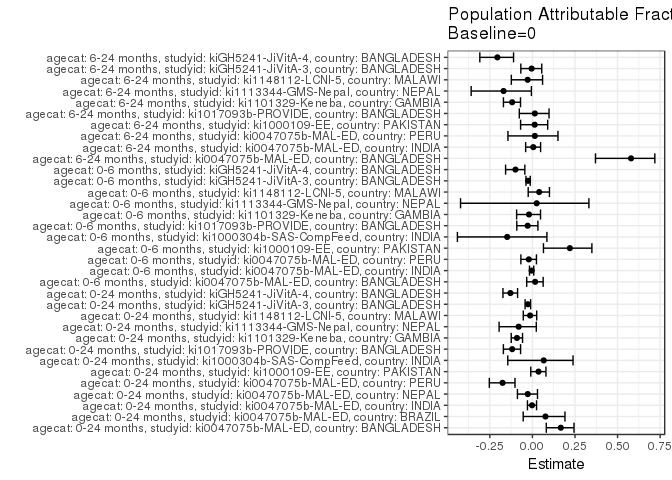 Population Attributable Fract
Baseline=0
agecat: 6-24 months, studyid: kiGH5241-JiVitA-4, country: BANGLADESH
agecat: 6-24 months, studyid: kiGH5241-JiVitA-3, country: BANGLADESH
agecat: 6-24 months, studyid: ki1148112-LCNI-5, country: MALAWI
agecat: 6-24 months, studyid: ki1113344-GMS-Nepal, country: NEPAL
agecat: 6-24 months, studyid: ki1101329-Keneba, country: GAMBIA
agecat: 6-24 months, studyid: ki1017093b-PROVIDE, country: BANGLADESH
agecat: 6-24 months, studyid: ki1000109-EE, country: PAKISTAN
agecat: 6-24 months, studyid: ki0047075b-MAL-ED, country: PERU
agecat: 6-24 months, studyid: ki0047075b-MAL-ED, country: INDIA
agecat: 6-24 months, studyid: ki0047075b-MAL-ED, country: BANGLADESH
agecat: 0-6 months, studyid: kiGH5241-JiVitA-4, country: BANGLADESH
agecat: 0-6 months, studyid: kiGH5241-JiVitA-3, country: BANGLADESH
agecat: 0-6 months, studyid: ki1148112-LCNI-5, country: MALAWI
agecat: 0-6 months, studyid: ki1113344-GMS-Nepal, country: NEPAL
agecat: 0-6 months, studyid: ki1101329-Keneba, country: GAMBIA
agecat: 0-6 months, studyid: ki1017093b-PROVIDE, country: BANGLADESH
agecat: 0-6 months, studyid: ki1000304b-SAS-CompFeed, country: INDIA
agecat: 0-6 months, studyid: ki1000109-EE, country: PAKISTAN
agecat: 0-6 months, studyid: ki0047075b-MAL-ED, country: PERU
agecat: 0-6 months, studyid: ki0047075b-MAL-ED, country: INDIA
agecat: 0-6 months, studyid: ki0047075b-MAL-ED, country: BANGLADESH
agecat: 0-24 months, studyid: kiGH5241-JiVitA-4, country: BANGLADESH
agecat: 0-24 months, studyid: kiGH5241-JiVitA-3, country: BANGLADESH
agecat: 0-24 months, studyid: ki1148112-LCNI-5, country: MALAWI
agecat: 0-24 months, studyid: ki1113344-GMS-Nepal, country: NEPAL
agecat: 0-24 months, studyid: ki1101329-Keneba, country: GAMBIA
agecat: 0-24 months, studyid: ki1017093b-PROVIDE, country: BANGLADESH
agecat: 0-24 months, studyid: ki1000304b-SAS-CompFeed, country: INDIA
agecat: 0-24 months, studyid: ki1000109-EE, country: PAKISTAN
agecat: 0-24 months, studyid: ki0047075b-MAL-ED, country: PERU
agecat: 0-24 months, studyid: ki0047075b-MAL-ED, country: NEPAL
agecat: 0-24 months, studyid: ki0047075b-MAL-ED, country: INDIA
agecat: 0-24 months, studyid: ki0047075b-MAL-ED, country: BRAZIL
agecat: 0-24 months, studyid: ki0047075b-MAL-ED, country: BANGLADESH
-0.25 0.00 0.25 0.50 0.75
Estimate